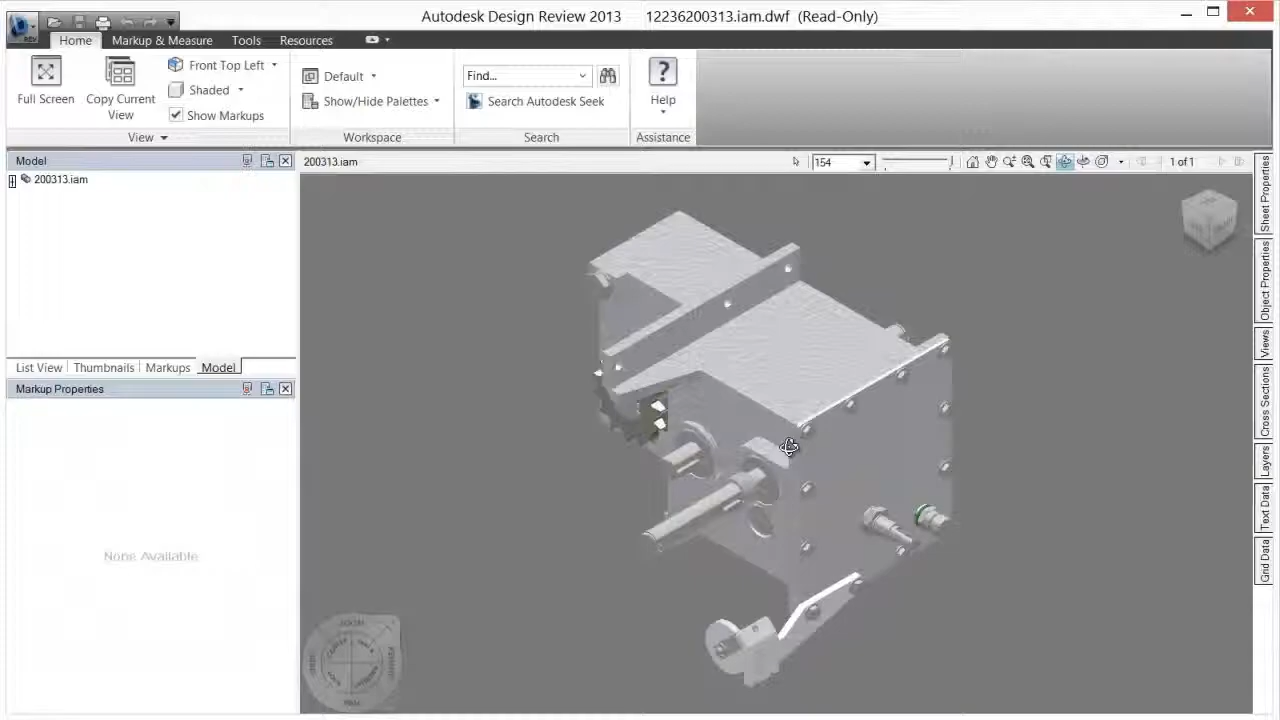 Autodesk Design Review 2013 12236200313.iam.dwf (Read-Only)
Home Markup & Measure Tools Resources
Full Screen
Copy Current View
Front Top Left
Shaded
Show Markups
View
Default
Show/Hide Palettes
Workspace
Find...
Search Autodesk Seek
Search
Help
Assistance
Model
200313.iam
List View Thumbnails Markups Model
Markup Properties
None Available
200313.iam 154 1 of 1
Sheet Properties
Object Properties
Views
Cross Sections
Layers
Text Data
Grid Data